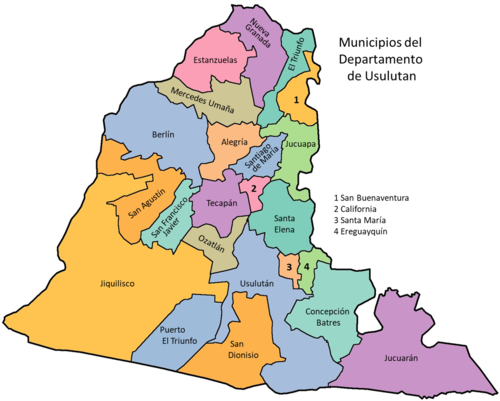 Municipios del
Departamento
de Usulutan
Nueva
Granada
El Triunfo
Estanzuelas
1
Mercedes Umaña
Berlín
Alegría
Jucuapa
Santiago
de María
2
San Agustín
San Francisco
Javier
Tecapán
Santa
Elena
1 San Buenaventura
2 California
3 Santa María
4 Ereguayquín
Ozatlán
3
4
Jiquilisco
Usulután
Concepción
Batres
Puerto
El Triunfo
San
Dionisio
Jucuarán